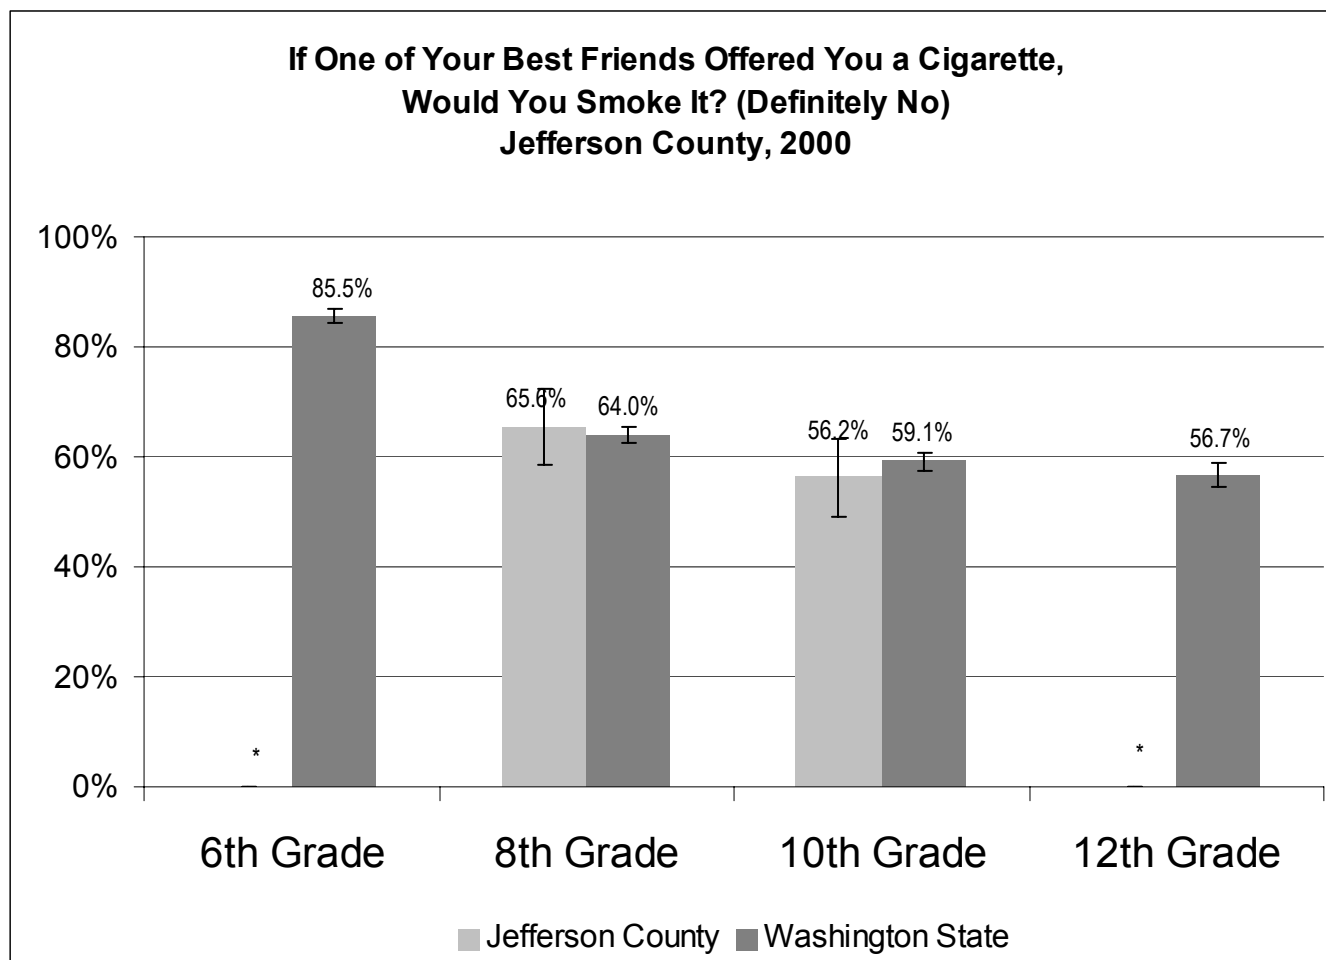 If One of Your Best Friends Offered You a Cigarette,
Would You Smoke It? (Definitely No)
Jefferson County, 2000
100%
80%
60%
40%
20%
0%
85.5%
65.6%
64.0%
56.2%
59.1%
56.7%
*
*
6th Grade
8th Grade
10th Grade
12th Grade
Jefferson County
Washington State